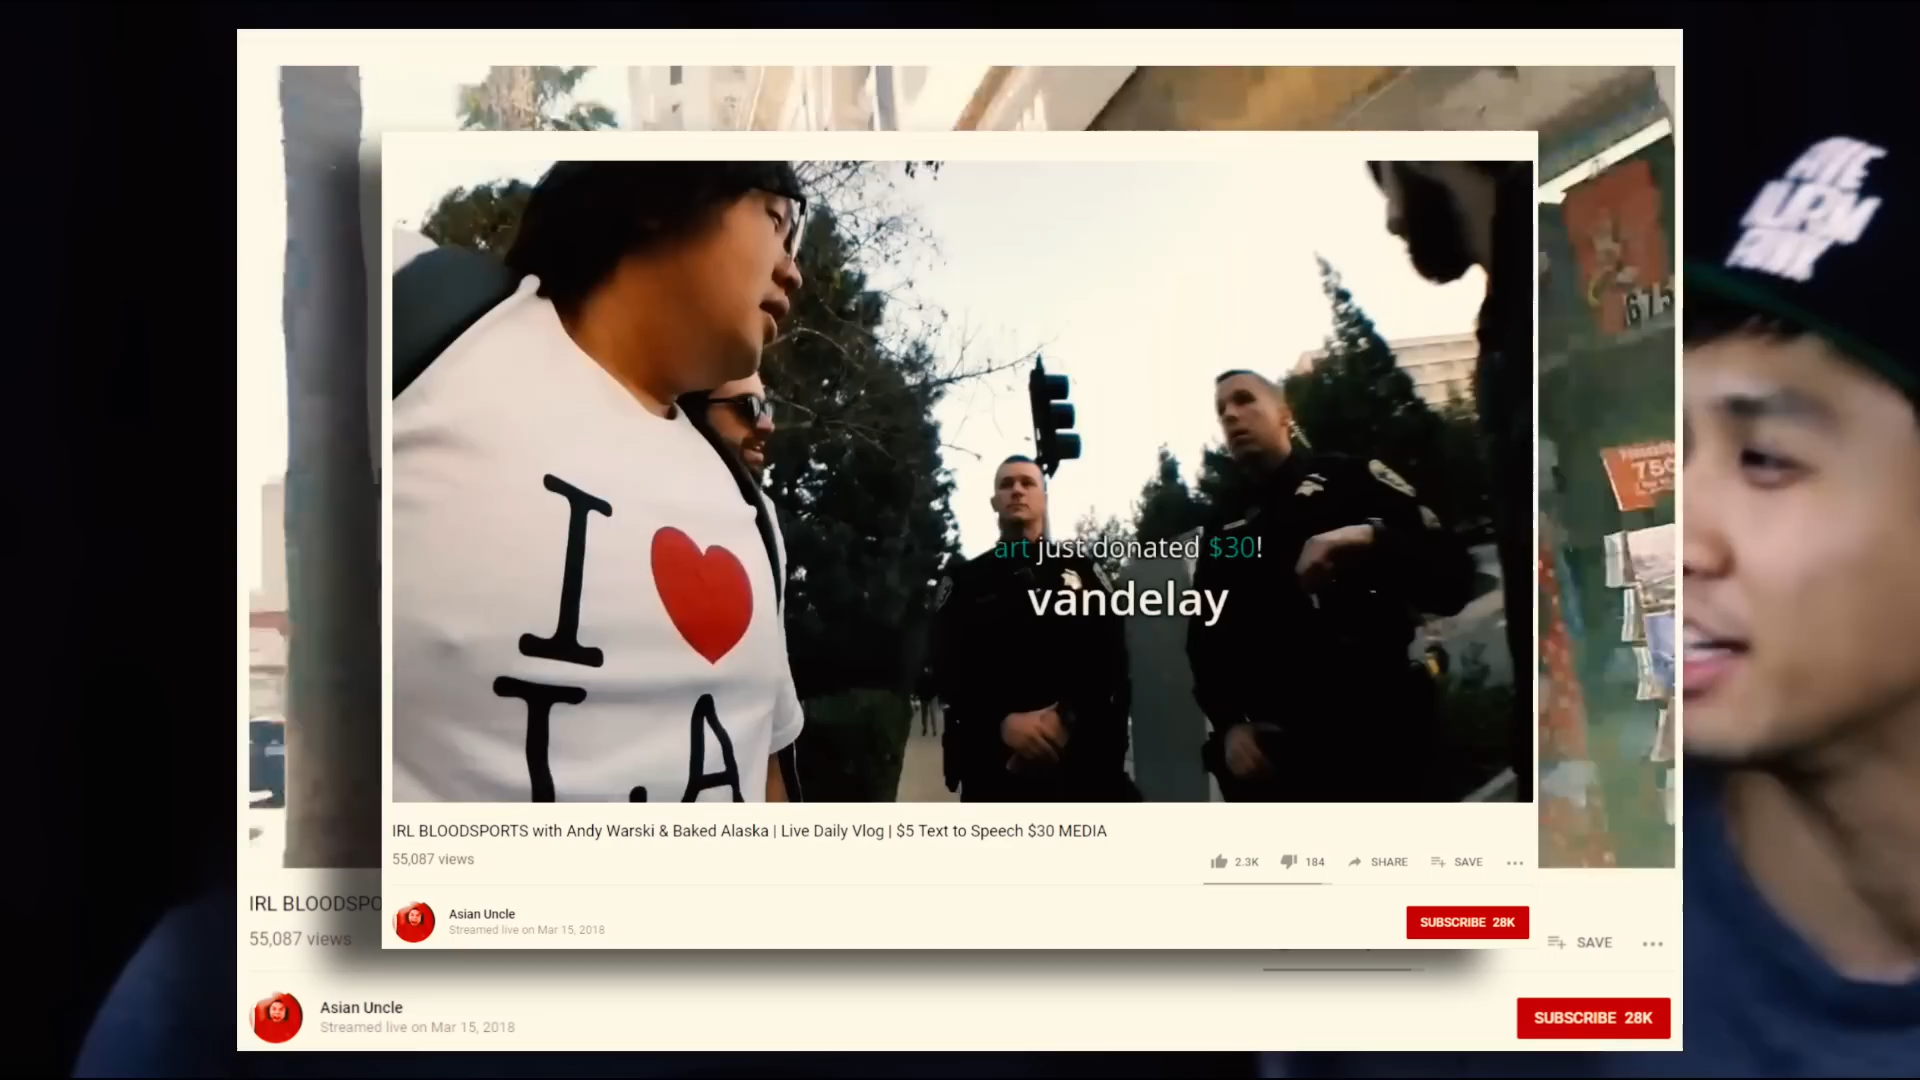 I
L.A
art just donated $30!
vandelay
IRL BLOODSPORTS with Andy Warski & Baked Alaska | Live Daily Vlog | $5 Text to Speech $30 MEDIA
55,087 views
2.3K 184 SHARE SAVE
Asian Uncle
Streamed live on Mar 15, 2018
SUBSCRIBE 28K
675
750
IRL BLOODSPO
55,087 views
SAVE
Asian Uncle
Streamed live on Mar 15, 2018
SUBSCRIBE 28K